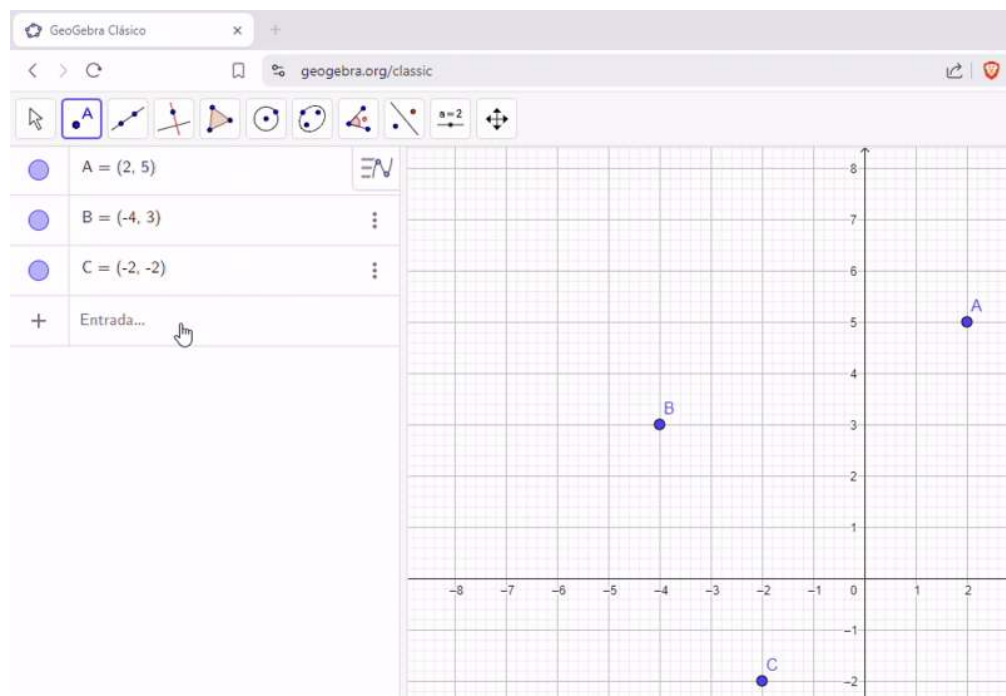 GeoGebra Clásico
geogebra.org/classic
A
a=2
A = (2, 5)
B = (-4, 3)
C = (-2, -2)
+ Entrada...
8
7
6
A
5
4
B
3
2
1
-8 -7 -6 -5 -4 -3 -2 -1 0 1 2
-1
C
-2